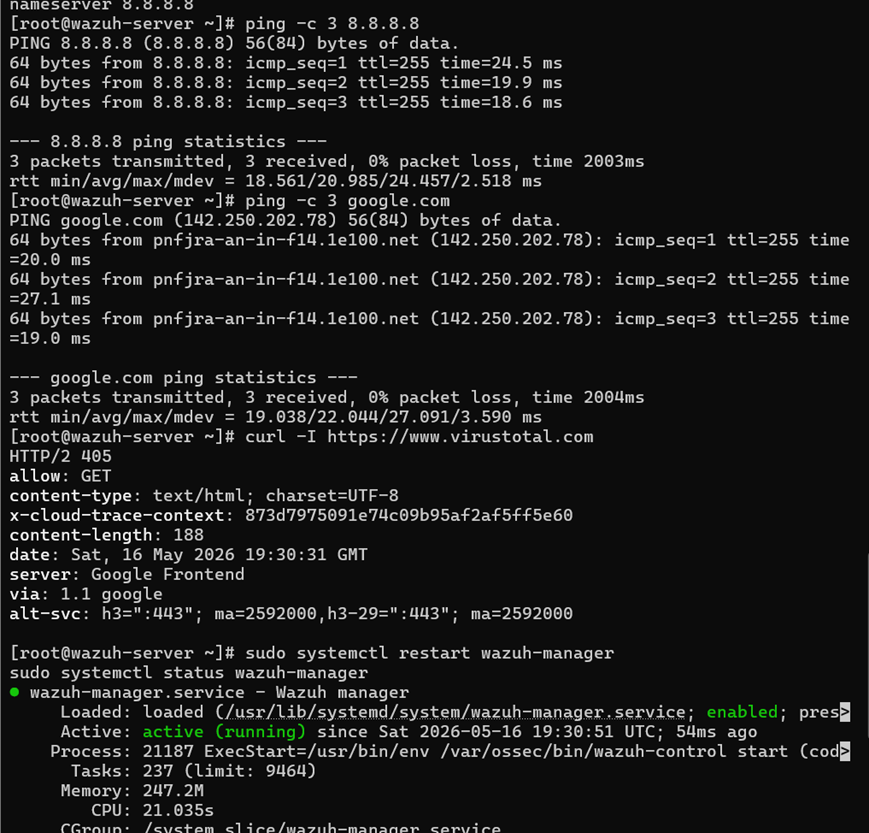 nameserver 8.8.8.8
[root@wazuh-server ~]# ping -c 3 8.8.8.8
PING 8.8.8.8 (8.8.8.8) 56(84) bytes of data.
64 bytes from 8.8.8.8: icmp_seq=1 ttl=255 time=24.5 ms
64 bytes from 8.8.8.8: icmp_seq=2 ttl=255 time=19.9 ms
64 bytes from 8.8.8.8: icmp_seq=3 ttl=255 time=18.6 ms

--- 8.8.8.8 ping statistics ---
3 packets transmitted, 3 received, 0% packet loss, time 2003ms
rtt min/avg/max/mdev = 18.561/20.985/24.457/2.518 ms
[root@wazuh-server ~]# ping -c 3 google.com
PING google.com (142.250.202.78) 56(84) bytes of data.
64 bytes from pnfjra-an-in-f14.1e100.net (142.250.202.78): icmp_seq=1 ttl=255 time
=20.0 ms
64 bytes from pnfjra-an-in-f14.1e100.net (142.250.202.78): icmp_seq=2 ttl=255 time
=27.1 ms
64 bytes from pnfjra-an-in-f14.1e100.net (142.250.202.78): icmp_seq=3 ttl=255 time
=19.0 ms

--- google.com ping statistics ---
3 packets transmitted, 3 received, 0% packet loss, time 2004ms
rtt min/avg/max/mdev = 19.038/22.044/27.091/3.590 ms
[root@wazuh-server ~]# curl -I https://www.virustotal.com
HTTP/2 405
allow: GET
content-type: text/html; charset=UTF-8
x-cloud-trace-context: 873d7975091e74c09b95af2af5ff5e60
content-length: 188
date: Sat, 16 May 2026 19:30:31 GMT
server: Google Frontend
via: 1.1 google
alt-svc: h3=":443"; ma=2592000,h3-29=":443"; ma=2592000

[root@wazuh-server ~]# sudo systemctl restart wazuh-manager
sudo systemctl status wazuh-manager
● wazuh-manager.service - Wazuh manager
     Loaded: loaded (/usr/lib/systemd/system/wazuh-manager.service; enabled; pres>
     Active: active (running) since Sat 2026-05-16 19:30:51 UTC; 54ms ago
    Process: 21187 ExecStart=/usr/bin/env /var/ossec/bin/wazuh-control start (cod>
      Tasks: 237 (limit: 9464)
     Memory: 247.2M
        CPU: 21.035s
     CGroup: /system.slice/wazuh-manager.service